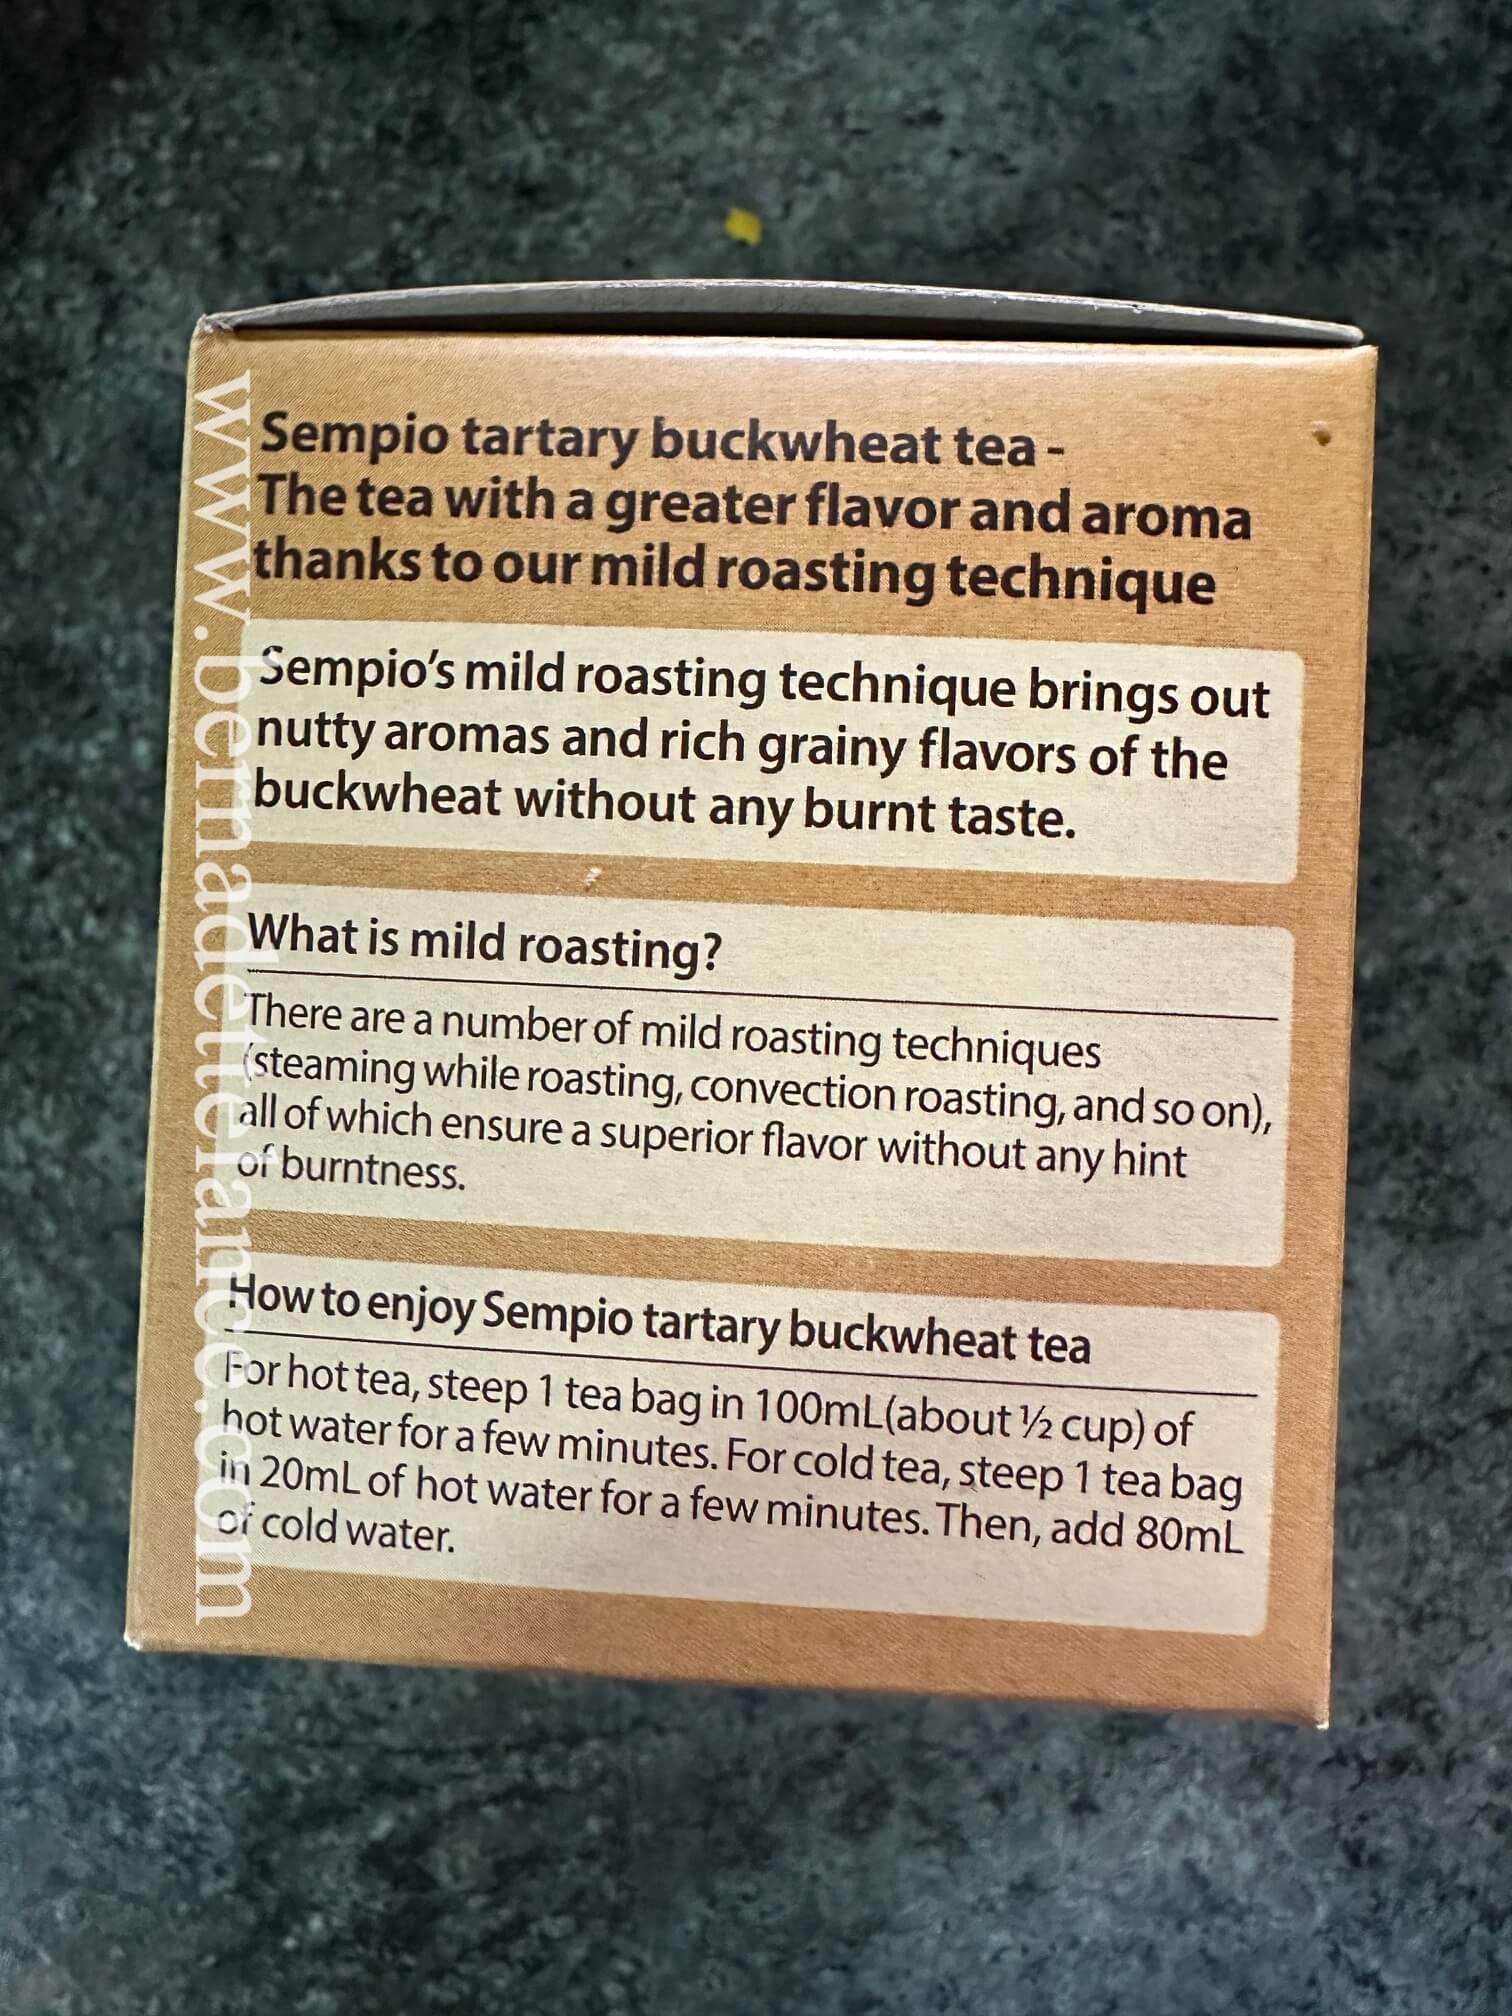 Sempio tartary buckwheat tea -
The tea with a greater flavor and aroma
thanks to our mild roasting technique
Sempio's mild roasting technique brings out
nutty aromas and rich grainy flavors of the
buckwheat without any burnt taste.
What is mild roasting?
There are a number of mild roasting techniques
(steaming while roasting, convection roasting, and so on),
all of which ensure a superior flavor without any hint
of burntness.
How to enjoy Sempio tartary buckwheat tea
For hot tea, steep 1 tea bag in 100mL(about ½ cup) of
hot water for a few minutes. For cold tea, steep 1 tea bag
in 20mL of hot water for a few minutes. Then, add 80mL
of cold water.
www.bernadettelance.com